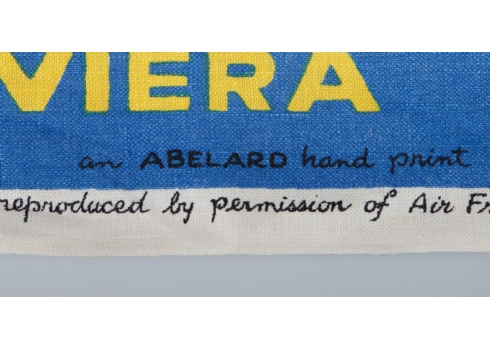 VIERA
an ABELARD hand print
reproduced by permission of Air Fr